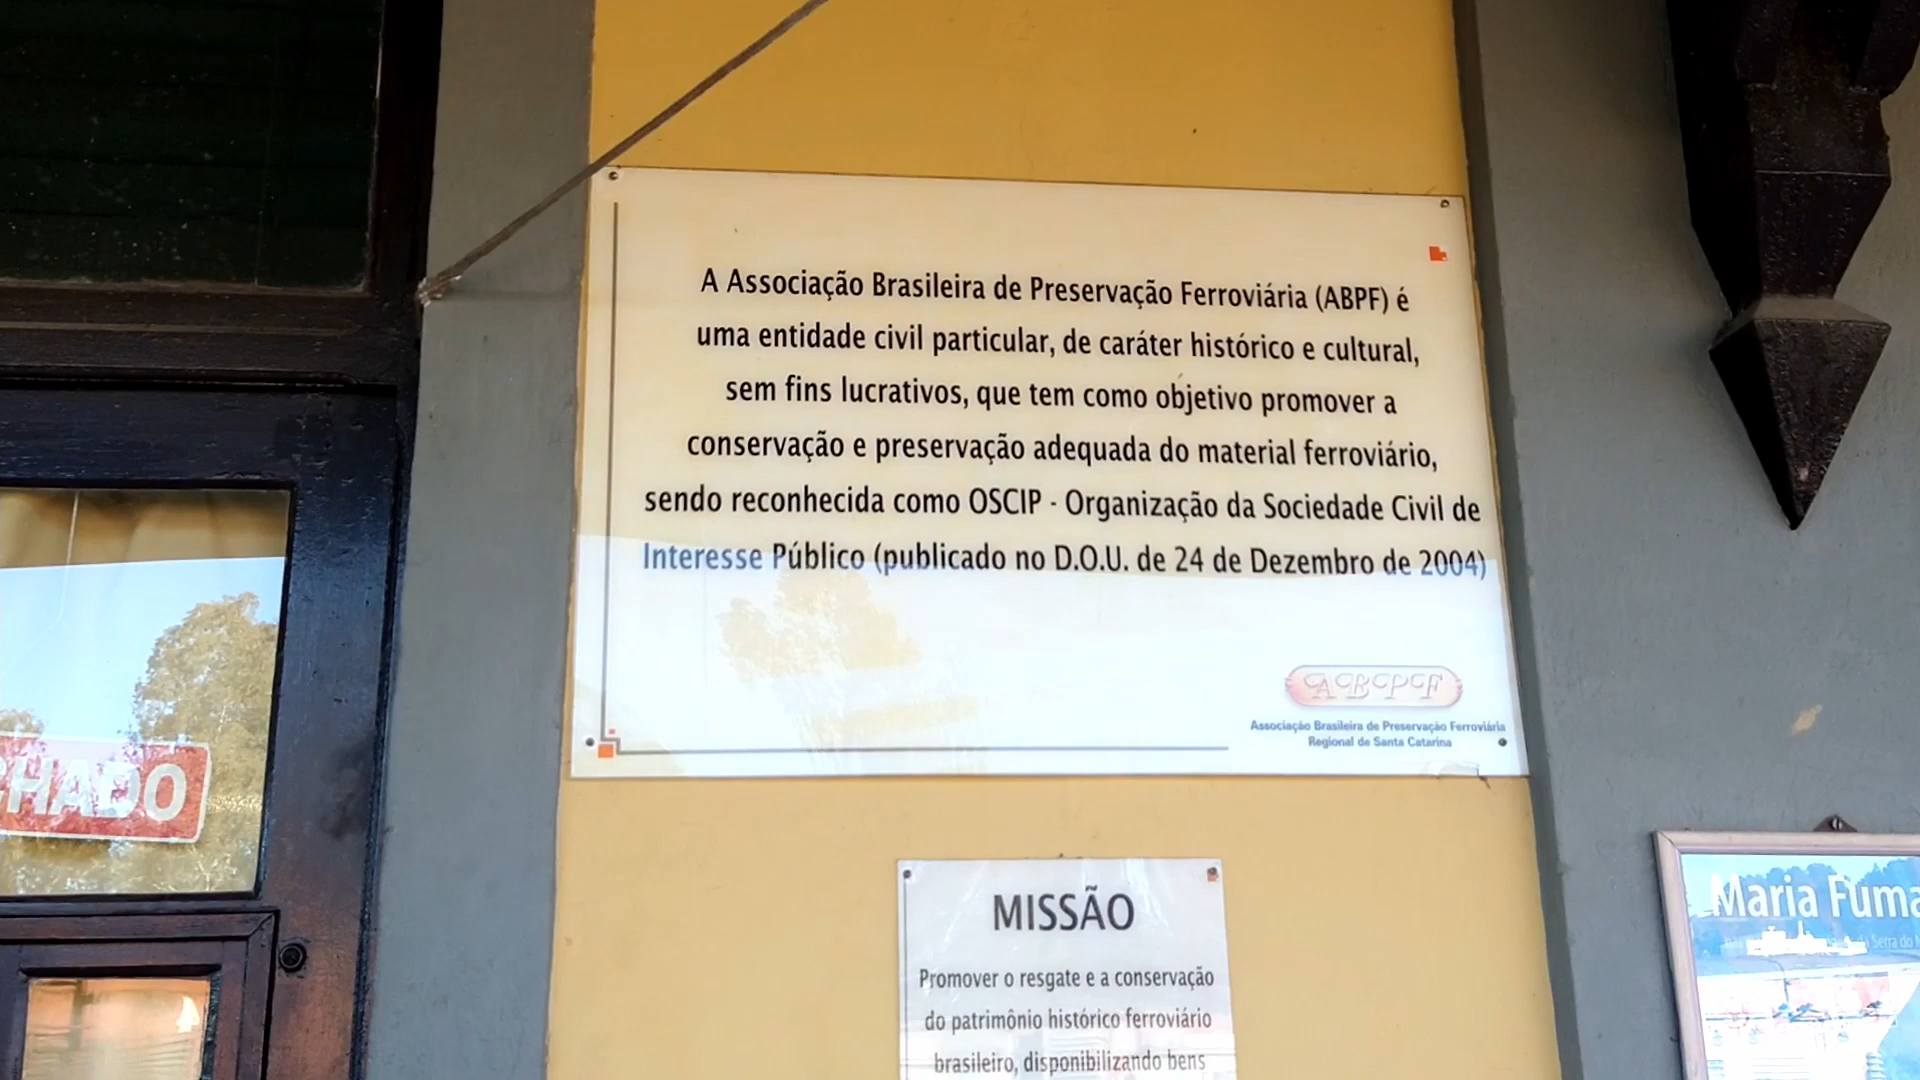 A Associação Brasileira de Preservação Ferroviária (ABPF) é
uma entidade civil particular, de caráter histórico e cultural,
sem fins lucrativos, que tem como objetivo promover a
conservação e preservação adequada do material ferroviário,
sendo reconhecida como OSCIP - Organização da Sociedade Civil de
Interesse Público (publicado no D.O.U. de 24 de Dezembro de 2004)
ABPF
Associação Brasileira de Preservação Ferroviária
Regional de Santa Catarina
CHADO
MISSÃO
Promover o resgate e a conservação
do patrimônio histórico ferroviário
brasileiro, disponibilizando bens
Maria Fuma
Serra do